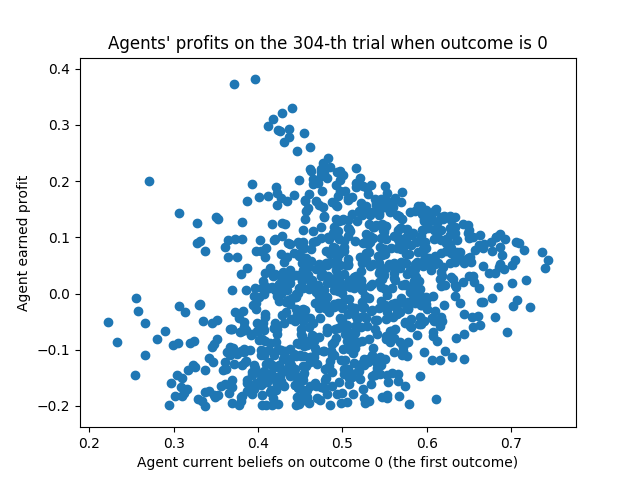 Agents' profits on the 304-th trial when outcome is 0
Agent earned profit
0.4
0.3
0.2
0.1
0.0
−0.1
−0.2
0.2 0.3 0.4 0.5 0.6 0.7
Agent current beliefs on outcome 0 (the first outcome)